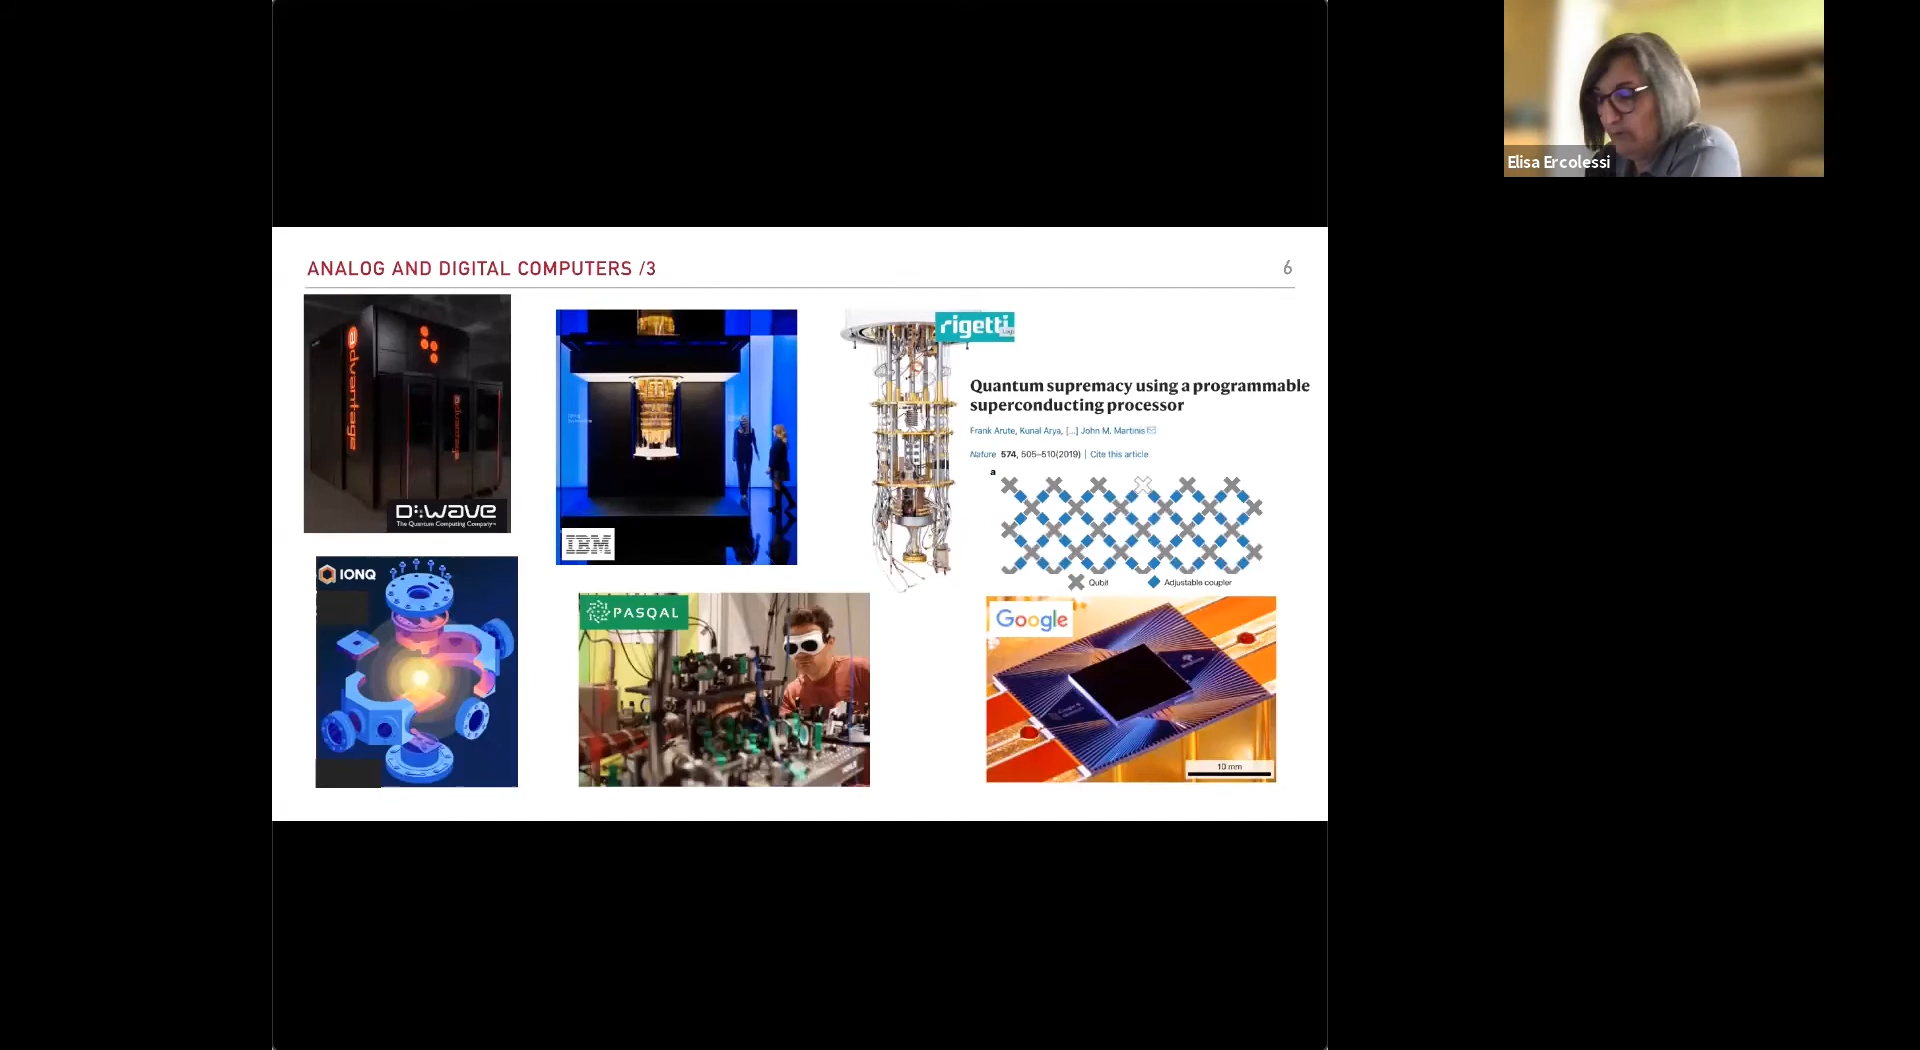 Elisa Ercolessi
ANALOG AND DIGITAL COMPUTERS /3
6
advantage
advantage
D:wave
The Quantum Computing Company™
IBM
rigetti
Quantum supremacy using a programmable
superconducting processor
Frank Arute, Kunal Arya, [...] John M. Martinis
Nature 574, 505–510(2019) | Cite this article
a
Qubit
Adjustable coupler
IONQ
PASQAL
Google
10 mm